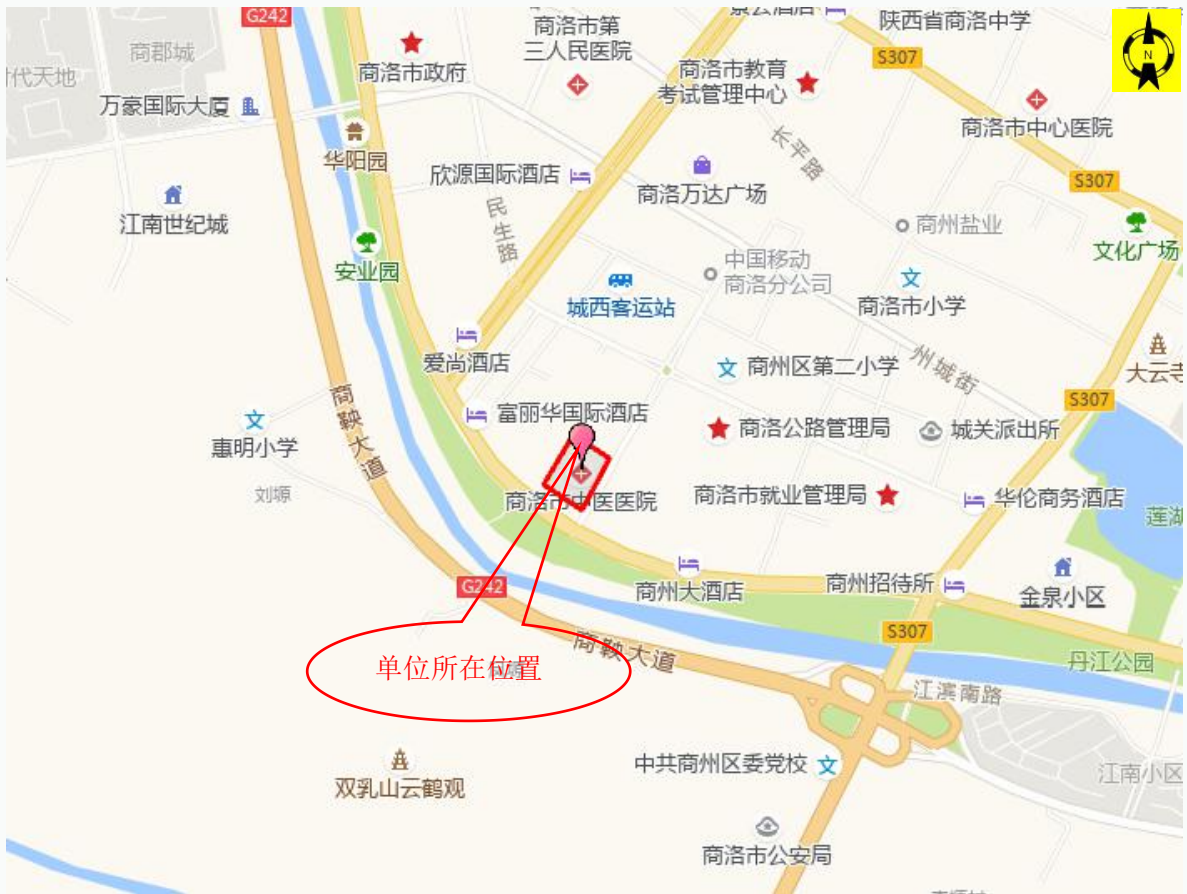 G242
商洛市第
三人民医院
陕西省商洛中学
N
商郡城
商洛市政府
S307
商洛市教育
考试管理中心
时代天地
万豪国际大厦
长平路
商洛市中心医院
华阳园
欣源国际酒店
商洛万达广场
S307
江南世纪城
民生路
商州盐业
文化广场
安业园
中国移动
商洛分公司
城西客运站
文
商洛市小学
爱尚酒店
文
商州区第二小学
州城街
大云寺
商鞅大道
S307
富丽华国际酒店
文
惠明小学
商洛公路管理局
城关派出所
刘塬
商洛市中医医院
商洛市就业管理局
华伦商务酒店
莲湖
G242
商州大酒店
商州招待所
金泉小区
S307
商鞅大道
单位所在位置
丹江公园
江滨南路
中共商州区委党校
文
江南小区
双乳山云鹤观
商洛市公安局